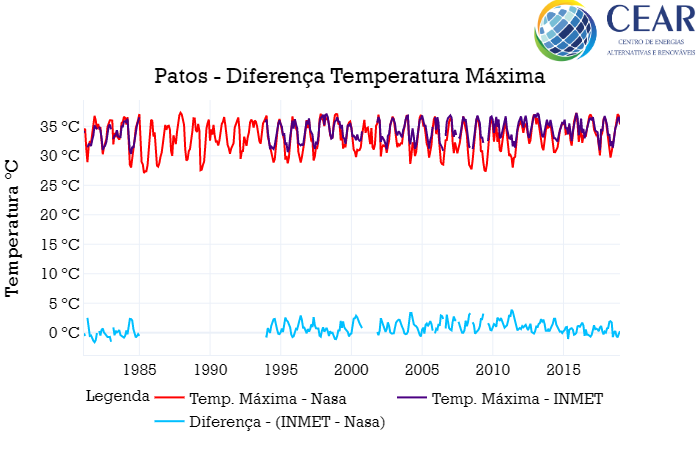 CEAR
CENTRO DE ENERGIAS
ALTERNATIVAS E RENOVÁVEIS
Patos - Diferença Temperatura Máxima
Temperatura °C
35 °C
30 °C
25 °C
20 °C
15 °C
10 °C
5 °C
0 °C
1985 1990 1995 2000 2005 2010 2015
Legenda Temp. Máxima - Nasa Temp. Máxima - INMET
Diferença - (INMET - Nasa)